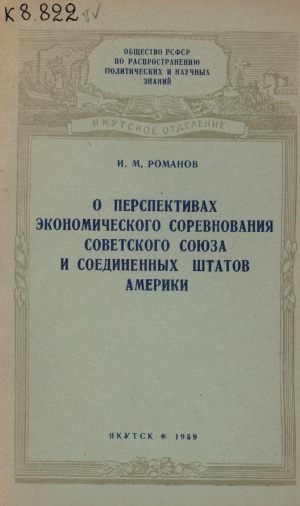 К 8.822
ОБЩЕСТВО РСФСР
ПО РАСПРОСТРАНЕНИЮ
ПОЛИТИЧЕСКИХ И НАУЧНЫХ
ЗНАНИЙ
ЯКУТСКОЕ ОТДЕЛЕНИЕ
И. М. РОМАНОВ
О ПЕРСПЕКТИВАХ
ЭКОНОМИЧЕСКОГО СОРЕВНОВАНИЯ
СОВЕТСКОГО СОЮЗА
И СОЕДИНЕННЫХ ШТАТОВ
АМЕРИКИ
ЯКУТСК 1959